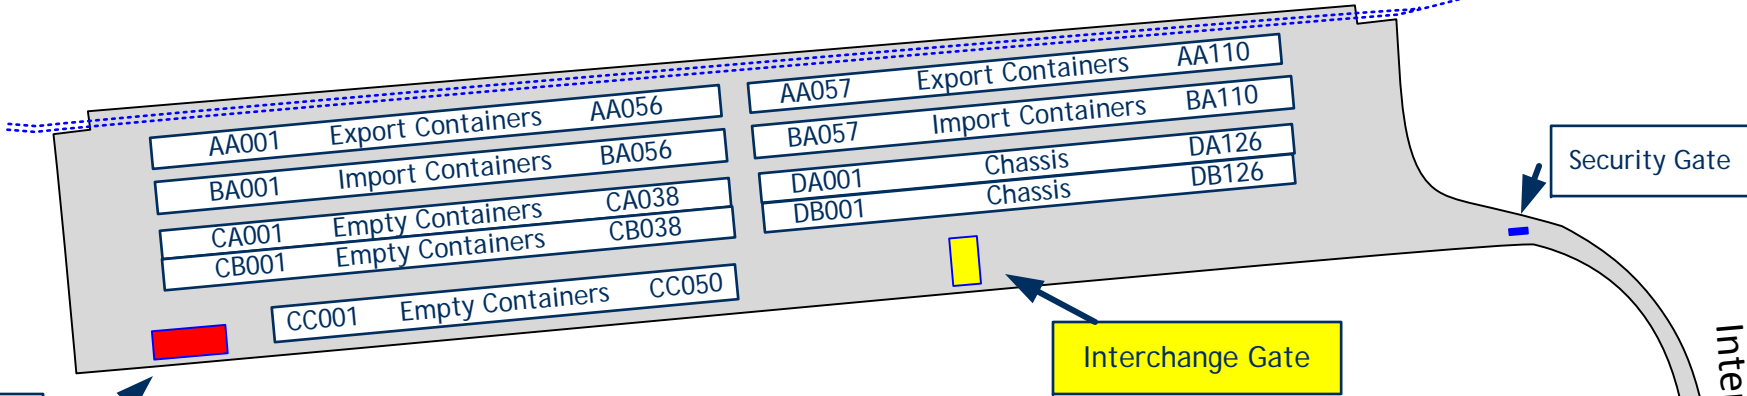 AA001 Export Containers AA056
BA001 Import Containers BA056
CA001 Empty Containers CA038
CB001 Empty Containers CB038
CC001 Empty Containers CC050
AA057 Export Containers AA110
BA057 Import Containers BA110
DA001 Chassis DA126
DB001 Chassis DB126
Security Gate
Interchange Gate